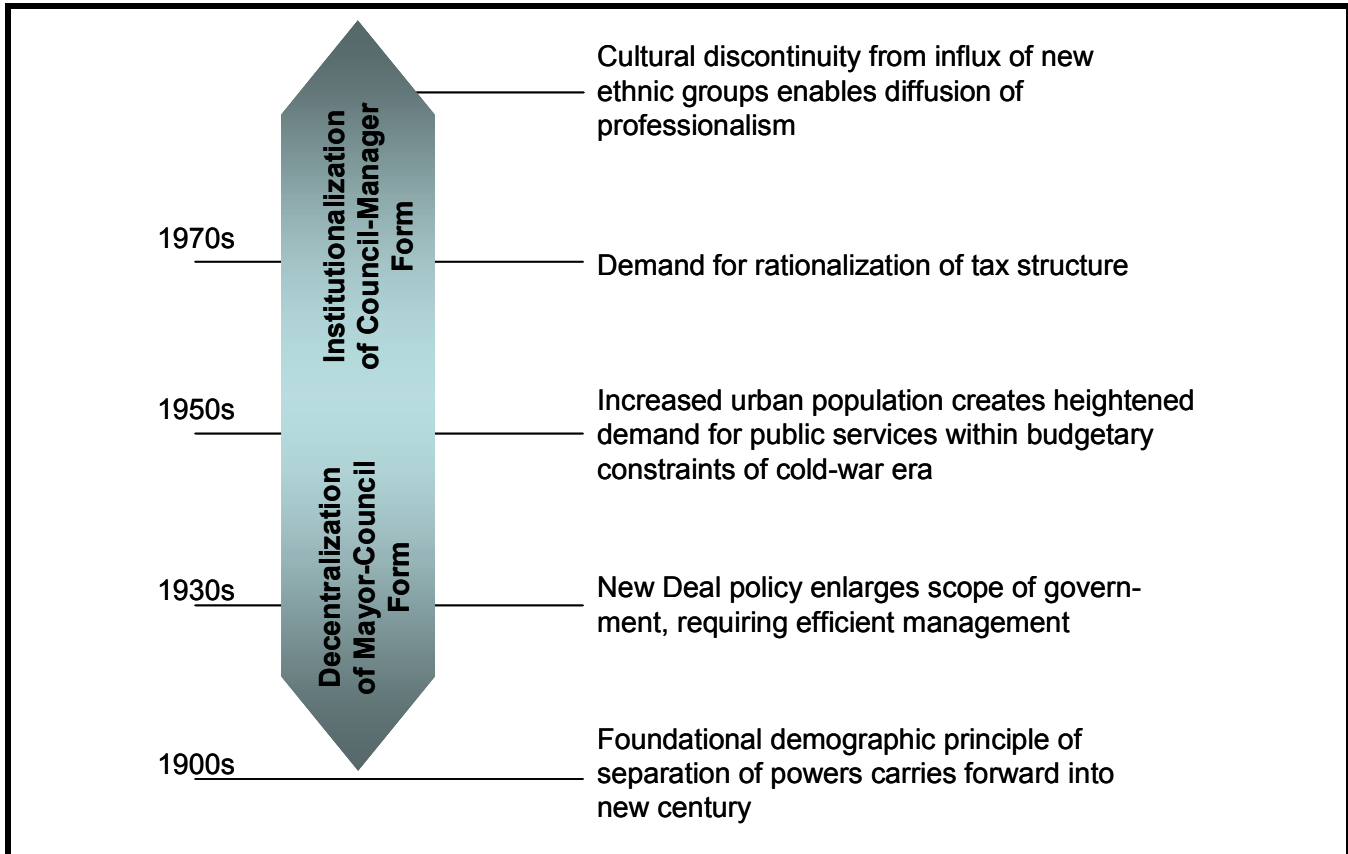 Cultural discontinuity from influx of new
ethnic groups enables diffusion of
professionalism
Institutionalization
of Council-Manager
Form
1970s
Demand for rationalization of tax structure
1950s
Increased urban population creates heightened
demand for public services within budgetary
constraints of cold-war era
Decentralization
of Mayor-Council
Form
1930s
New Deal policy enlarges scope of govern-
ment, requiring efficient management
1900s
Foundational demographic principle of
separation of powers carries forward into
new century